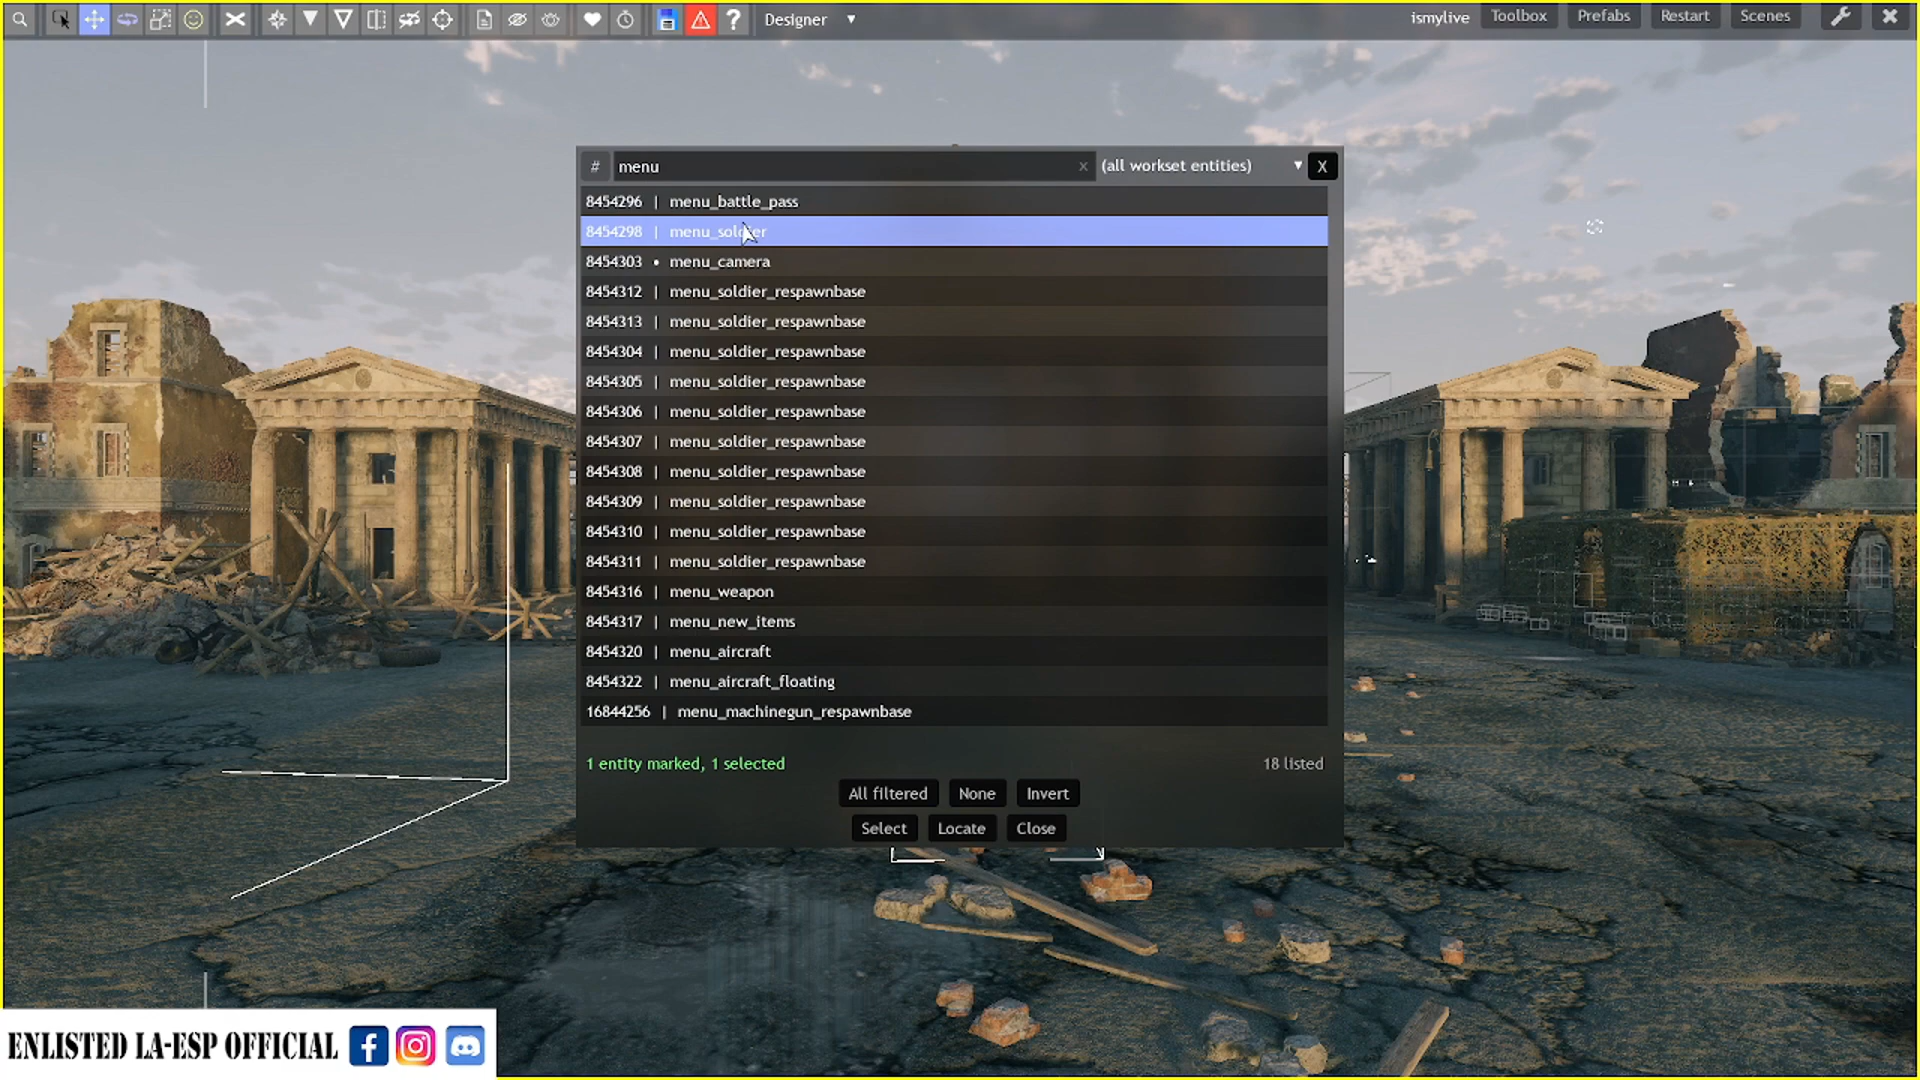 Designer ▼ ismylive Toolbox Prefabs Restart Scenes
# menu x (all workset entities) ▼ X
8454296 | menu_battle_pass
8454298 | menu_soldier
8454303 • menu_camera
8454312 | menu_soldier_respawnbase
8454313 | menu_soldier_respawnbase
8454304 | menu_soldier_respawnbase
8454305 | menu_soldier_respawnbase
8454306 | menu_soldier_respawnbase
8454307 | menu_soldier_respawnbase
8454308 | menu_soldier_respawnbase
8454309 | menu_soldier_respawnbase
8454310 | menu_soldier_respawnbase
8454311 | menu_soldier_respawnbase
8454316 | menu_weapon
8454317 | menu_new_items
8454320 | menu_aircraft
8454322 | menu_aircraft_floating
16844256 | menu_machinegun_respawnbase
1 entity marked, 1 selected 18 listed
All filtered None Invert
Select Locate Close
ENLISTED LA-ESP OFFICIAL